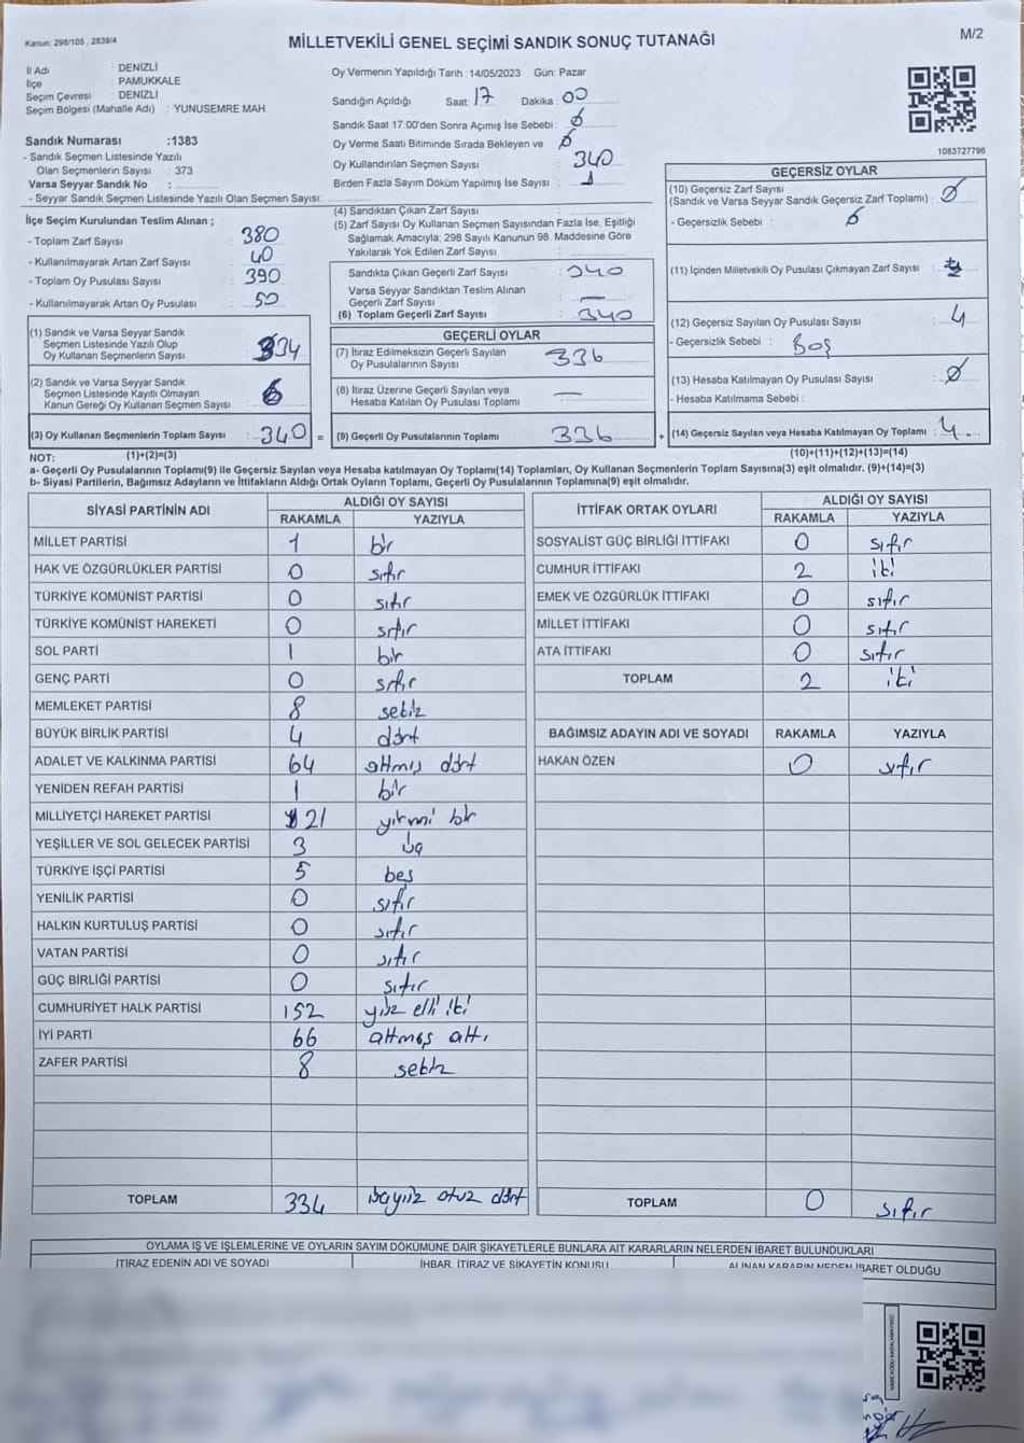 Kanun: 298/105, 2839/4
MİLLETVEKİLİ GENEL SEÇİMİ SANDIK SONUÇ TUTANAĞI
M/2
İl Adı DENİZLİ
İlçe PAMUKKALE
Seçim Çevresi DENİZLİ
Seçim Bölgesi (Mahalle Adı) : YUNUSEMRE MAH.
Sandık Numarası :1383
- Sandık Seçmen Listesinde Yazılı
Olan Seçmenlerin Sayısı : 373
Varsa Seyyar Sandık No :
- Seyyar Sandık Seçmen Listesinde Yazılı Olan Seçmen Sayısı:
Oy Vermenin Yapıldığı Tarih :14/05/2023 Gün: Pazar
Sandığın Açıldığı Saat: 17 Dakika: 00
Sandık Saat 17:00'den Sonra Açımış İse Sebebi:
Oy Verme Saati Bitiminde Sırada Bekleyen ve
Oy Kullandırılan Seçmen Sayısı 340
Birden Fazla Sayım Döküm Yapılmış İse Sayısı : 1
1083727796
İlçe Seçim Kurulundan Teslim Alınan ;
- Toplam Zarf Sayısı 380
- Kullanılmayarak Artan Zarf Sayısı 40
- Toplam Oy Pusulası Sayısı 390
- Kullanılmayarak Artan Oy Pusulası 50
(1) Sandık ve Varsa Seyyar Sandık
Seçmen Listesinde Yazılı Olup
Oy Kullanan Seçmenlerin Sayısı 334
(2) Sandık ve Varsa Seyyar Sandık
Seçmen Listesinde Kayıtlı Olmayan
Kanun Gereği Oy Kullanan Seçmen Sayısı 6
(3) Oy Kullanan Seçmenlerin Toplam Sayısı : 340 =
(4) Sandıktan Çıkan Zarf Sayısı
(5) Zarf Sayısı Oy Kullanan Seçmen Sayısından Fazla İse, Eşitliği
Sağlamak Amacıyla; 298 Sayılı Kanunun 98. Maddesine Göre
Yakılarak Yok Edilen Zarf Sayısı :
Sandıkta Çıkan Geçerli Zarf Sayısı : 340
Varsa Seyyar Sandıktan Teslim Alınan
Geçerli Zarf Sayısı : —
(6) Toplam Geçerli Zarf Sayısı : 340
GEÇERLİ OYLAR
(7) İtiraz Edilmeksizin Geçerli Sayılan
Oy Pusulalarının Sayısı 336
(8) İtiraz Üzerine Geçerli Sayılan veya
Hesaba Katılan Oy Pusulası Toplamı —
(9) Geçerli Oy Pusulalarının Toplamı 336 +
GEÇERSİZ OYLAR
(10) Geçersiz Zarf Sayısı
(Sandık ve Varsa Seyyar Sandık Geçersiz Zarf Toplamı) : Ø
- Geçersizlik Sebebi :
(11) İçinden Milletvekili Oy Pusulası Çıkmayan Zarf Sayısı :
(12) Geçersiz Sayılan Oy Pusulası Sayısı : 4
- Geçersizlik Sebebi : Boş
(13) Hesaba Katılmayan Oy Pusulası Sayısı : Ø
- Hesaba Katılmama Sebebi :
(14) Geçersiz Sayılan veya Hesaba Katılmayan Oy Toplamı : 4.
NOT: (1)+(2)=(3) (10)+(11)+(12)+(13)=(14)
a- Geçerli Oy Pusulalarının Toplamı(9) ile Geçersiz Sayılan veya Hesaba katılmayan Oy Toplamı(14) Toplamları, Oy Kullanan Seçmenlerin Toplam Sayısına(3) eşit olmalıdır. (9)+(14)=(3)
b- Siyasi Partilerin, Bağımsız Adayların ve İttifakların Aldığı Ortak Oyların Toplamı, Geçerli Oy Pusulalarının Toplamına(9) eşit olmalıdır.
SİYASİ PARTİNİN ADI ALDIĞI OY SAYISI
RAKAMLA YAZIYLA
MİLLET PARTİSİ 1 bir
HAK VE ÖZGÜRLÜKLER PARTİSİ 0 sıfır
TÜRKİYE KOMÜNİST PARTİSİ 0 sıfır
TÜRKİYE KOMÜNİST HAREKETİ 0 sıfır
SOL PARTİ 1 bir
GENÇ PARTİ 0 sıfır
MEMLEKET PARTİSİ 8 sekiz
BÜYÜK BİRLİK PARTİSİ 4 dört
ADALET VE KALKINMA PARTİSİ 64 altmış dört
YENİDEN REFAH PARTİSİ 1 bir
MİLLİYETÇİ HAREKET PARTİSİ 21 yirmi bir
YEŞİLLER VE SOL GELECEK PARTİSİ 3 üç
TÜRKİYE İŞÇİ PARTİSİ 5 beş
YENİLİK PARTİSİ 0 sıfır
HALKIN KURTULUŞ PARTİSİ 0 sıfır
VATAN PARTİSİ 0 sıfır
GÜÇ BİRLİĞİ PARTİSİ 0 sıfır
CUMHURİYET HALK PARTİSİ 152 yüz elli iki
İYİ PARTİ 66 altmış altı
ZAFER PARTİSİ 8 sekiz
TOPLAM 334 üçyüz otuz dört
İTTİFAK ORTAK OYLARI ALDIĞI OY SAYISI
RAKAMLA YAZIYLA
SOSYALİST GÜÇ BİRLİĞİ İTTİFAKI 0 sıfır
CUMHUR İTTİFAKI 2 iki
EMEK VE ÖZGÜRLÜK İTTİFAKI 0 sıfır
MİLLET İTTİFAKI 0 sıfır
ATA İTTİFAKI 0 sıfır
TOPLAM 2 iki
BAĞIMSIZ ADAYIN ADI VE SOYADI RAKAMLA YAZIYLA
HAKAN ÖZEN 0 sıfır
TOPLAM 0 sıfır
OYLAMA İŞ VE İŞLEMLERİNE VE OYLARIN SAYIM DÖKÜMÜNE DAİR ŞİKAYETLERLE BUNLARA AİT KARARLARIN NELERDEN İBARET BULUNDUKLARI
İTİRAZ EDENİN ADI VE SOYADI İHBAR, İTİRAZ VE ŞİKAYETİN KONUSU ALINAN KARARIN NEDEN İBARET OLDUĞU